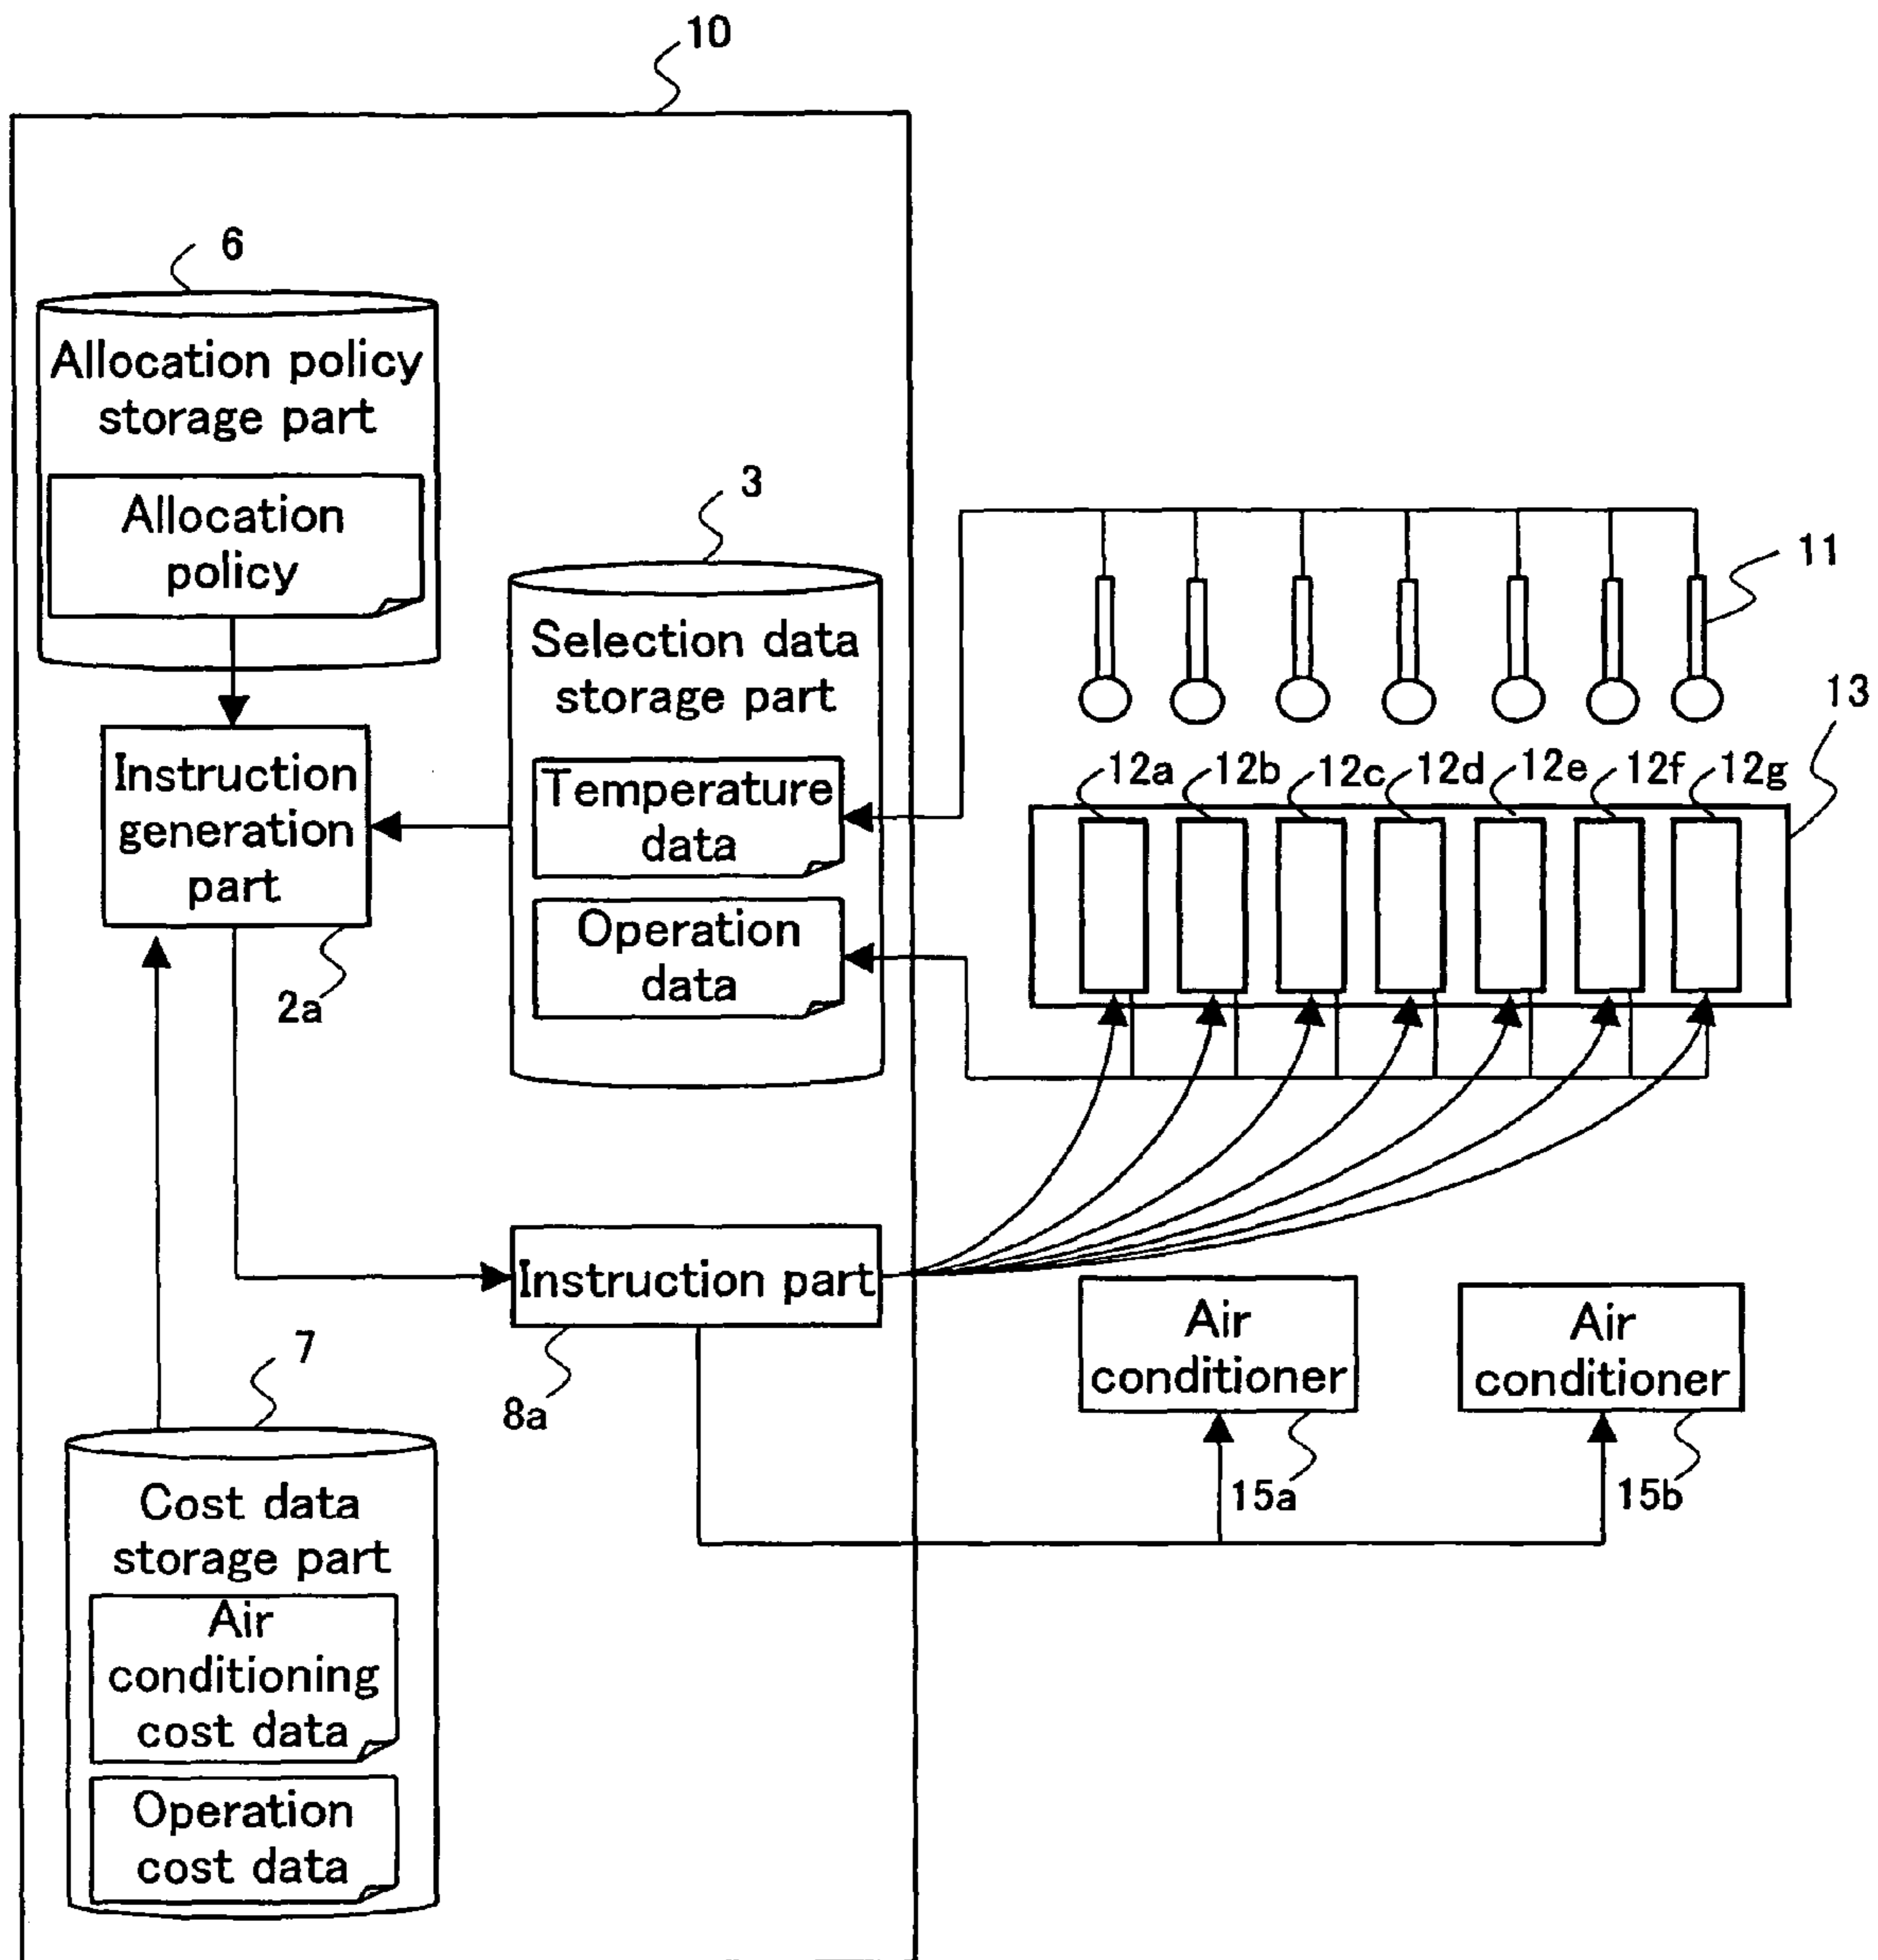 10
6
Allocation policy
storage part
Allocation
policy
3
Selection data
storage part
Temperature
data
Operation
data
11
13
12a
12b
12c
12d
12e
12f
12g
Instruction
generation
part
2a
Instruction part
8a
Air
conditioner
15a
Air
conditioner
15b
7
Cost data
storage part
Air
conditioning
cost data
Operation
cost data